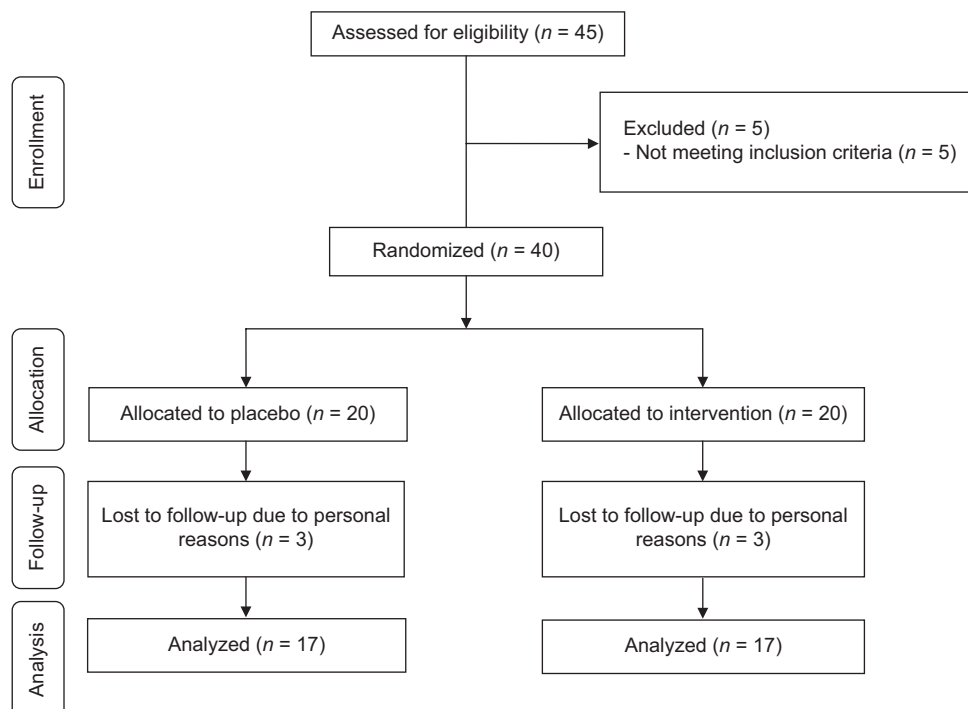 Assessed for eligibility (n = 45)
Enrollment
Excluded (n = 5)
- Not meeting inclusion criteria (n = 5)
Randomized (n = 40)
Allocation
Allocated to placebo (n = 20)
Allocated to intervention (n = 20)
Follow-up
Lost to follow-up due to personal
reasons (n = 3)
Lost to follow-up due to personal
reasons (n = 3)
Analysis
Analyzed (n = 17)
Analyzed (n = 17)